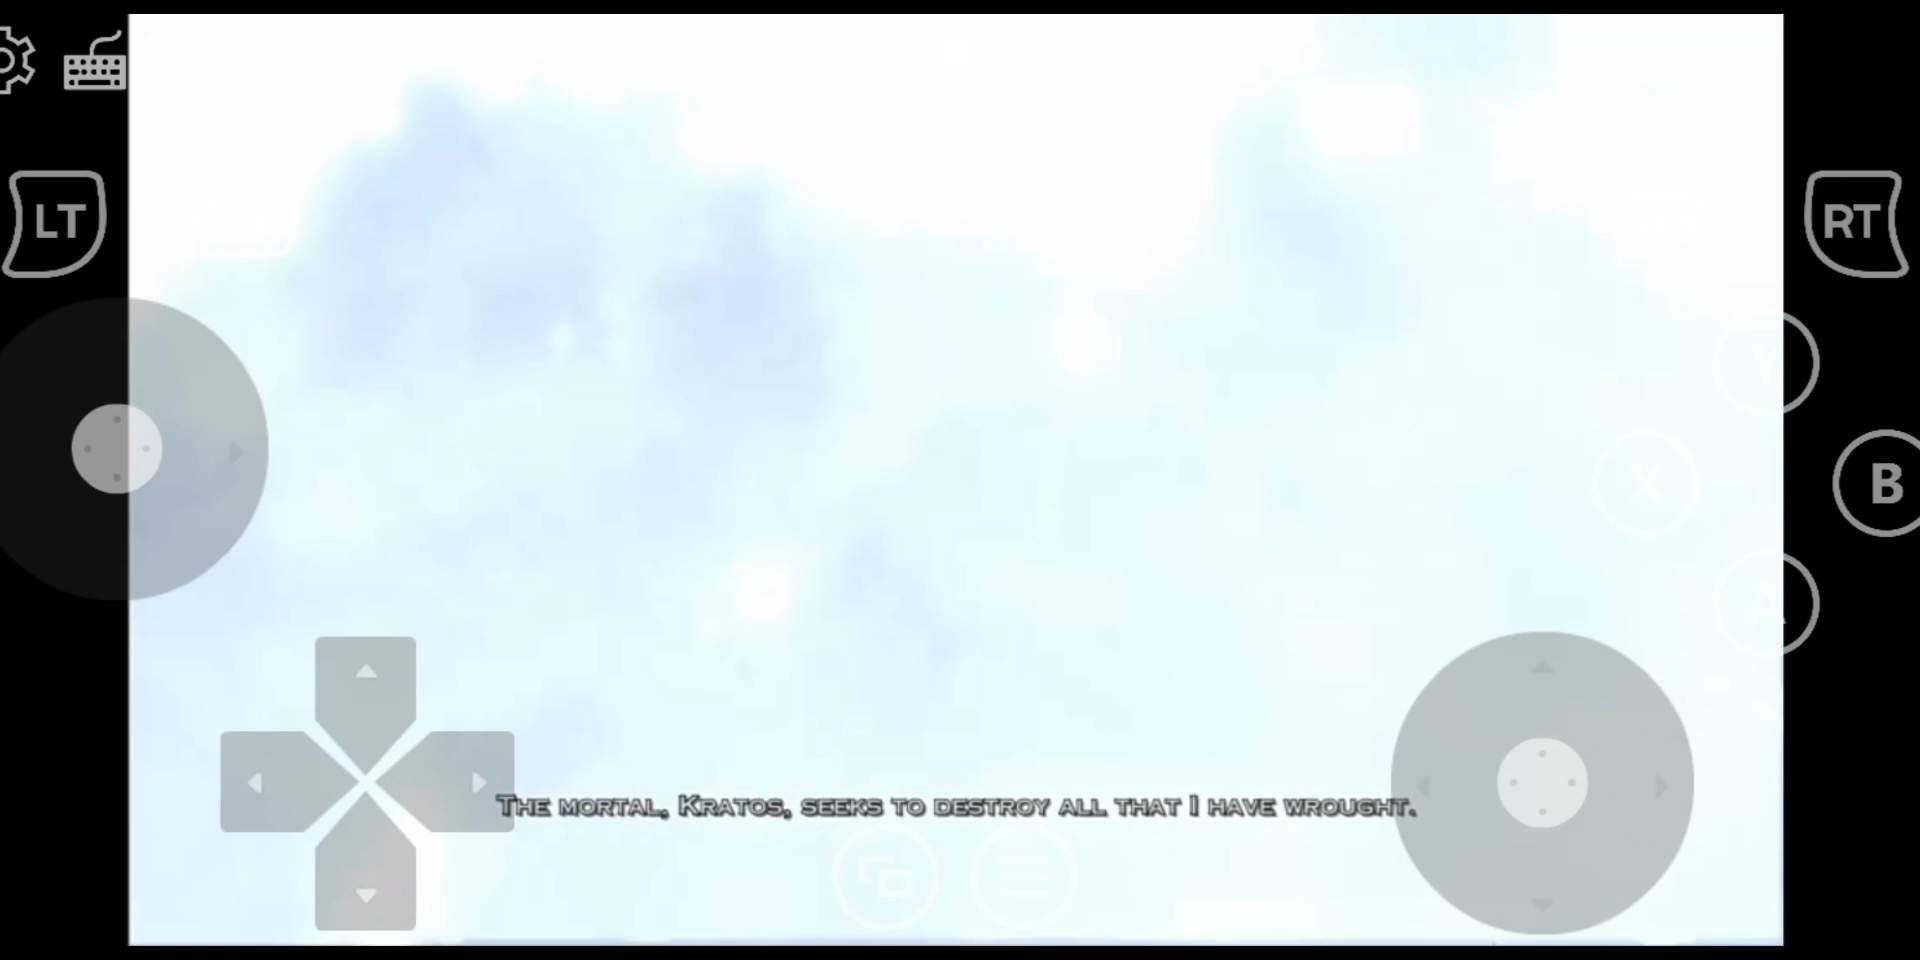 LT
RT
Y
X
B
A
The mortal, Kratos, seeks to destroy all that I have wrought.